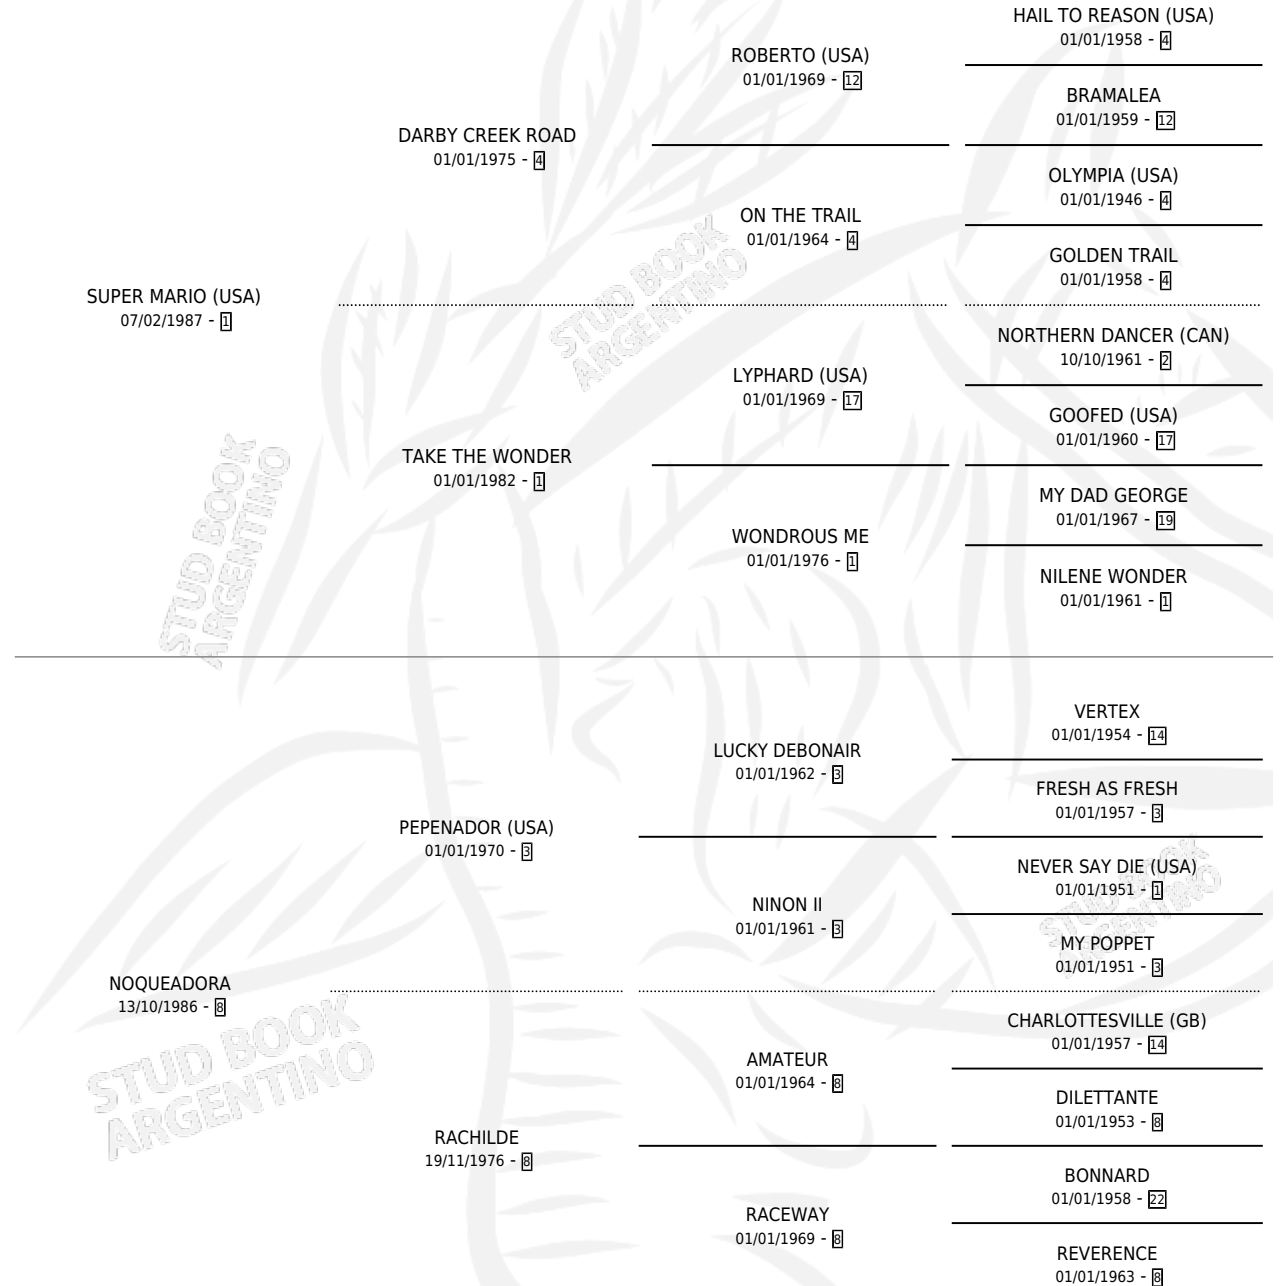 HAIL TO REASON (USA)
01/01/1958 - 4
ROBERTO (USA)
01/01/1969 - 12
BRAMALEA
01/01/1959 - 12
DARBY CREEK ROAD
01/01/1975 - 4
OLYMPIA (USA)
01/01/1946 - 4
ON THE TRAIL
01/01/1964 - 4
GOLDEN TRAIL
01/01/1958 - 4
SUPER MARIO (USA)
07/02/1987 - 1
STUD BOOK
ARGENTINO
NORTHERN DANCER (CAN)
10/10/1961 - 2
LYPHARD (USA)
01/01/1969 - 17
GOOFED (USA)
01/01/1960 - 17
TAKE THE WONDER
01/01/1982 - 1
MY DAD GEORGE
01/01/1967 - 19
WONDROUS ME
01/01/1976 - 1
NILENE WONDER
01/01/1961 - 1
STUD BOOK
ARGENTINO
VERTEX
01/01/1954 - 14
LUCKY DEBONAIR
01/01/1962 - 3
FRESH AS FRESH
01/01/1957 - 3
PEPENADOR (USA)
01/01/1970 - 3
NEVER SAY DIE (USA)
01/01/1951 - 1
NINON II
01/01/1961 - 3
STUD BOOK
ARGENTINO
MY POPPET
01/01/1951 - 3
NOQUEADORA
13/10/1986 - 8
CHARLOTTESVILLE (GB)
01/01/1957 - 14
AMATEUR
01/01/1964 - 8
STUD BOOK
ARGENTINO
DILETTANTE
01/01/1953 - 8
RACHILDE
19/11/1976 - 8
BONNARD
01/01/1958 - 22
RACEWAY
01/01/1969 - 8
REVERENCE
01/01/1963 - 8